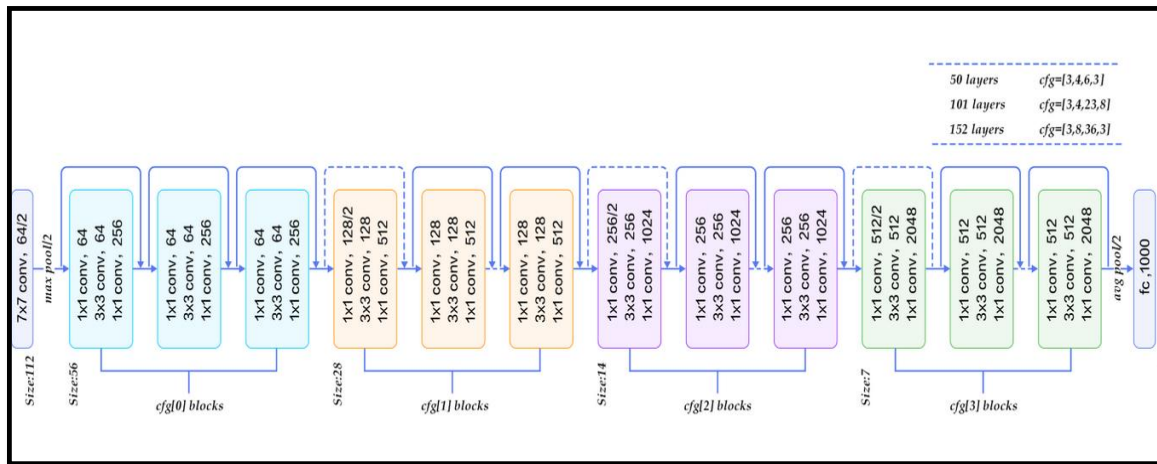 50 layers cfg=[3,4,6,3]
101 layers cfg=[3,4,23,8]
152 layers cfg=[3,8,36,3]
7x7 conv, 64/2
max pool/2
1x1 conv, 64
3x3 conv, 64
1x1 conv, 256
1x1 conv, 64
3x3 conv, 64
1x1 conv, 256
1x1 conv, 64
3x3 conv, 64
1x1 conv, 256
1x1 conv, 128/2
3x3 conv, 128
1x1 conv, 512
1x1 conv, 128
3x3 conv, 128
1x1 conv, 512
1x1 conv, 128
3x3 conv, 128
1x1 conv, 512
1x1 conv, 256/2
3x3 conv, 256
1x1 conv, 1024
1x1 conv, 256
3x3 conv, 256
1x1 conv, 1024
1x1 conv, 256
3x3 conv, 256
1x1 conv, 1024
1x1 conv, 512/2
3x3 conv, 512
1x1 conv, 2048
1x1 conv, 512
3x3 conv, 512
1x1 conv, 2048
1x1 conv, 512
3x3 conv, 512
1x1 conv, 2048
avg pool/2
fc ,1000
Size:112
Size:56
cfg[0] blocks
Size:28
cfg[1] blocks
Size:14
cfg[2] blocks
Size:7
cfg[3] blocks